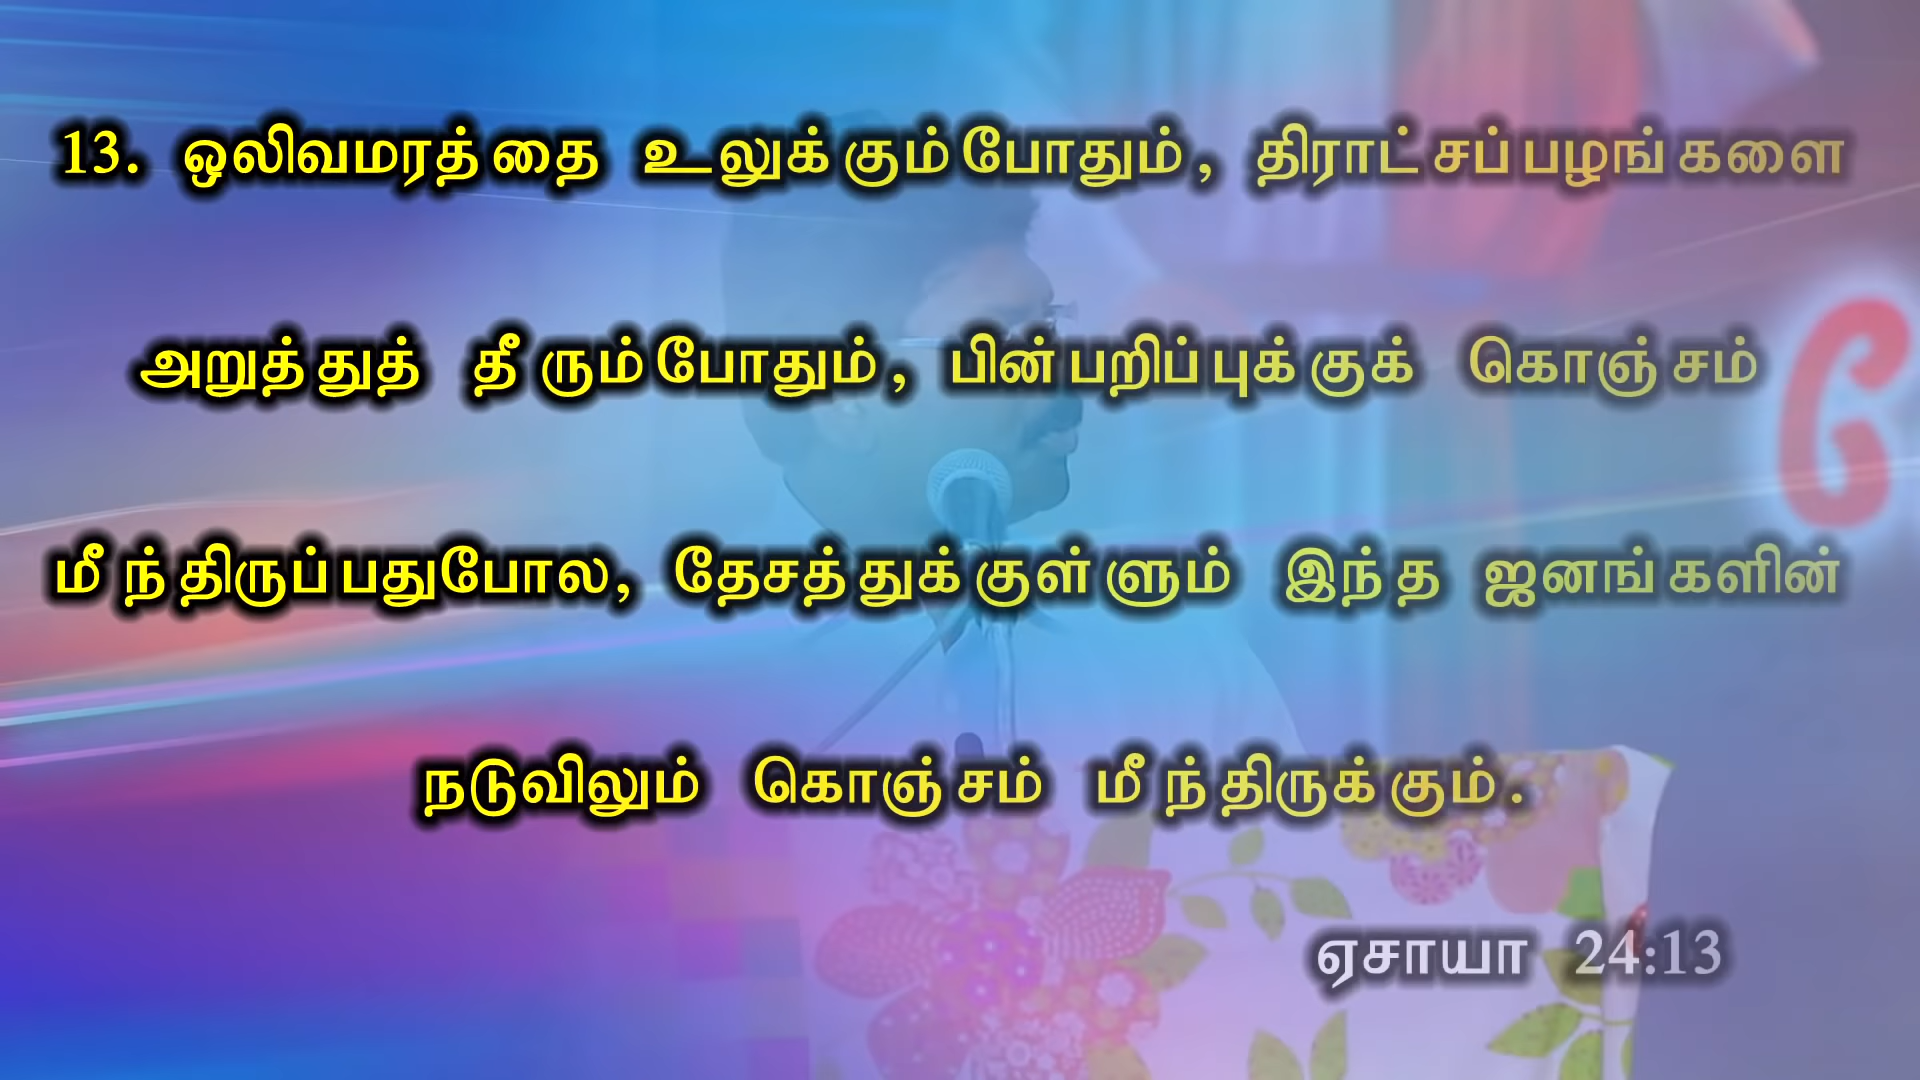 13. ஒலிவமரத்தை உலுக்கும்போதும், திராட்சப்பழங்களை
அறுத்துத் தீரும்போதும், பின்பறிப்புக்குக் கொஞ்சம்
மீந்திருப்பதுபோல, தேசத்துக்குள்ளும் இந்த ஜனங்களின்
நடுவிலும் கொஞ்சம் மீந்திருக்கும்.
ஏசாயா 24:13